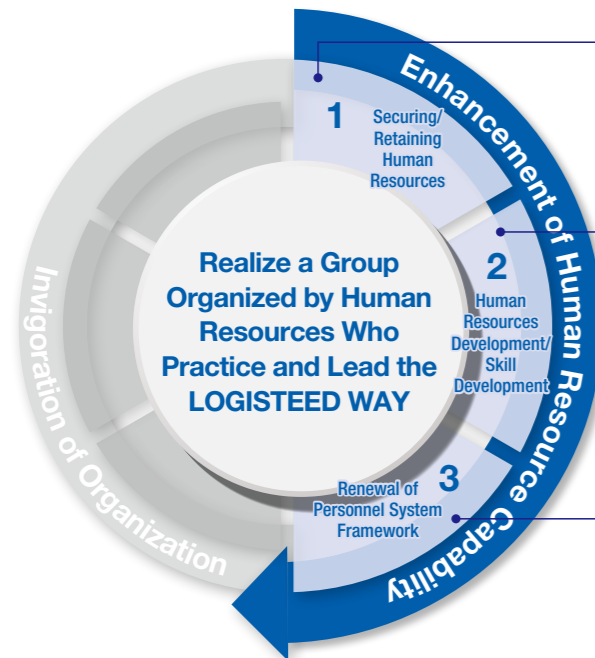 Enhancement of Human Resource Capability
1
Securing/
Retaining
Human
Resources
2
Human
Resources
Development/
Skill
Development
3
Renewal of
Personnel System
Framework
Realize a Group
Organized by Human
Resources Who
Practice and Lead the
LOGISTEED WAY
Invigoration of Organization